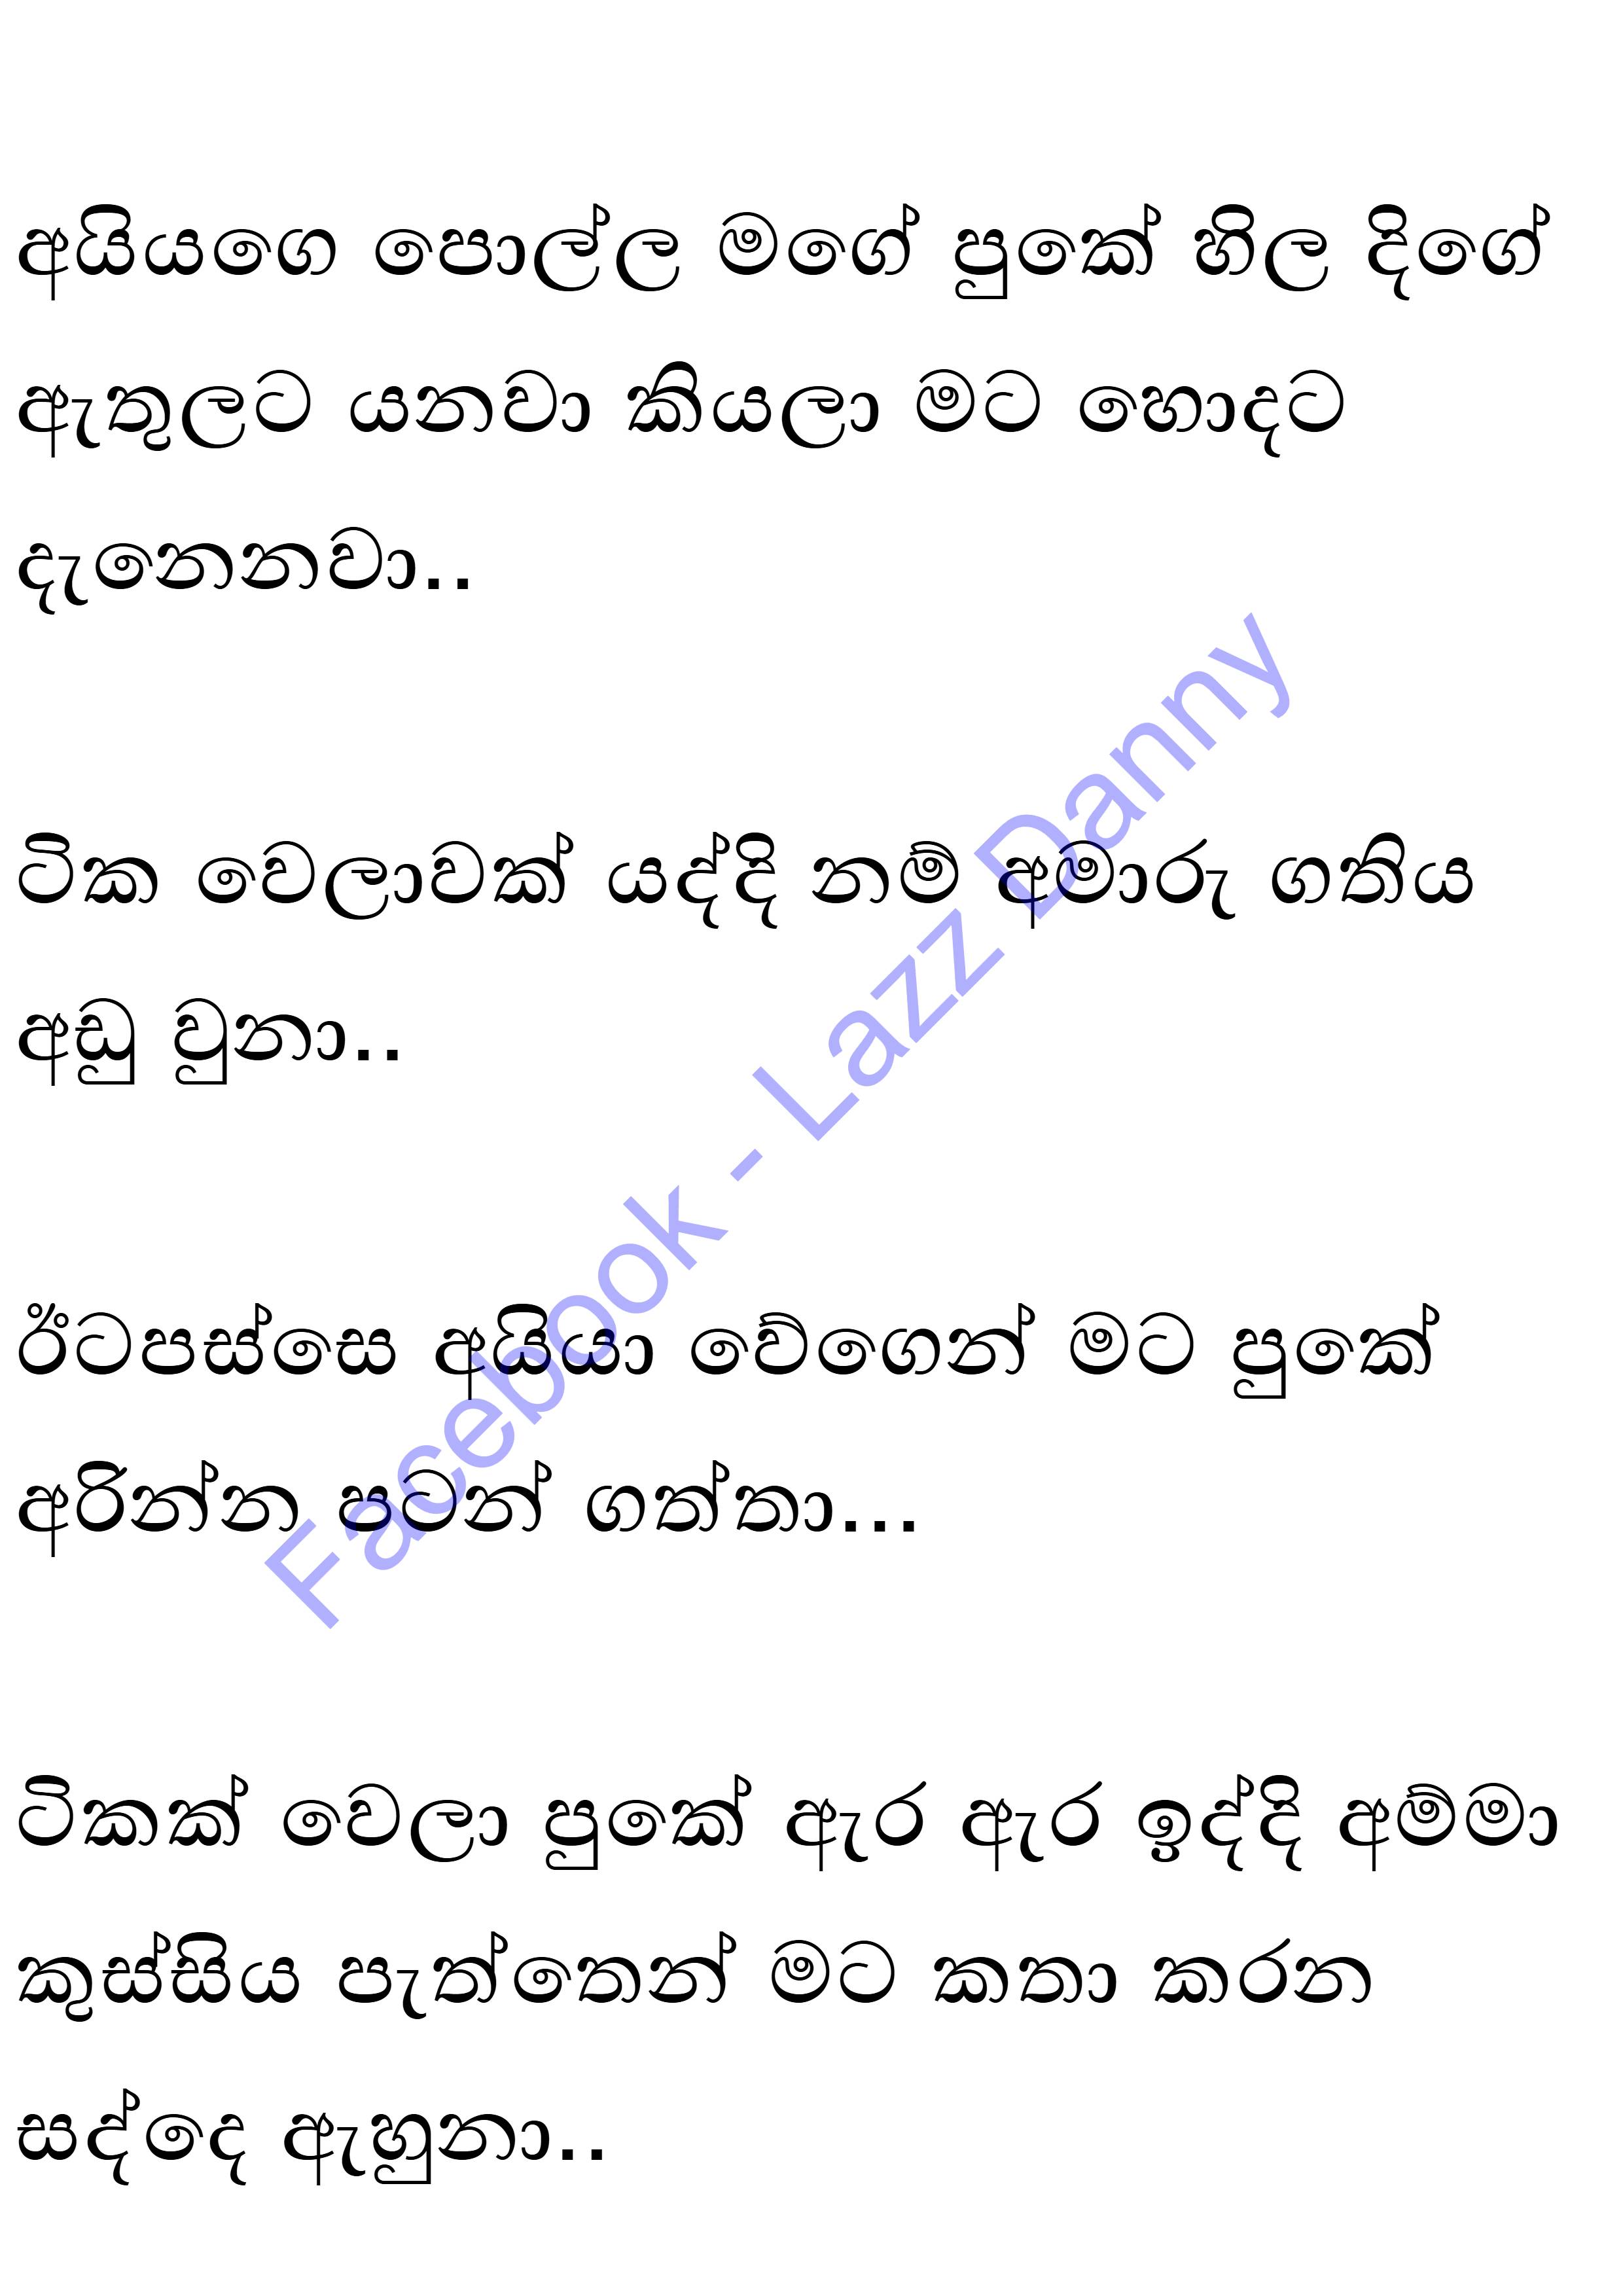 අයියගෙ පොල්ල මගේ පුකේ හිල දිගේ
ඇතුලට යනවා කියලා මට හොදට
දැනෙනවා..
ටික වෙලාවක් යද්දි නම් අමාරු ගතිය
අඩු වුනා..
ඊටපස්සෙ අයියා වේගෙන් මට පුකේ
අරින්න පටන් ගත්තා...
ටිකක් වෙලා පුකේ ඇර ඇර ඉද්දි අම්මා
කුස්සිය පැත්තෙන් මට කතා කරන
සද්දෙ ඇහුනා..
Facebook - Lazz Danny